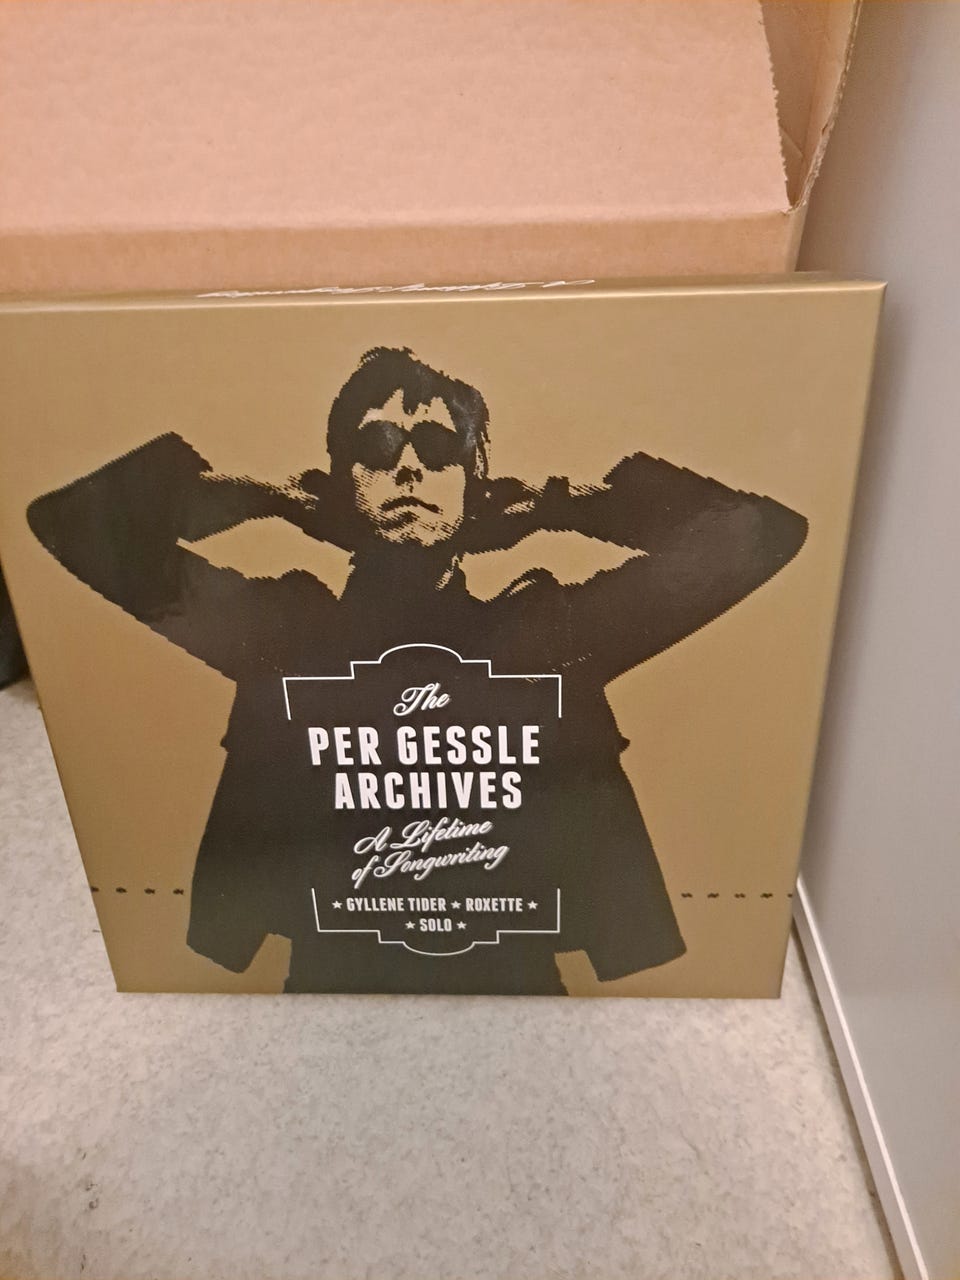 The
PER GESSLE
ARCHIVES
A Lifetime
of Songwriting
★ GYLLENE TIDER ★ ROXETTE ★
★ SOLO ★